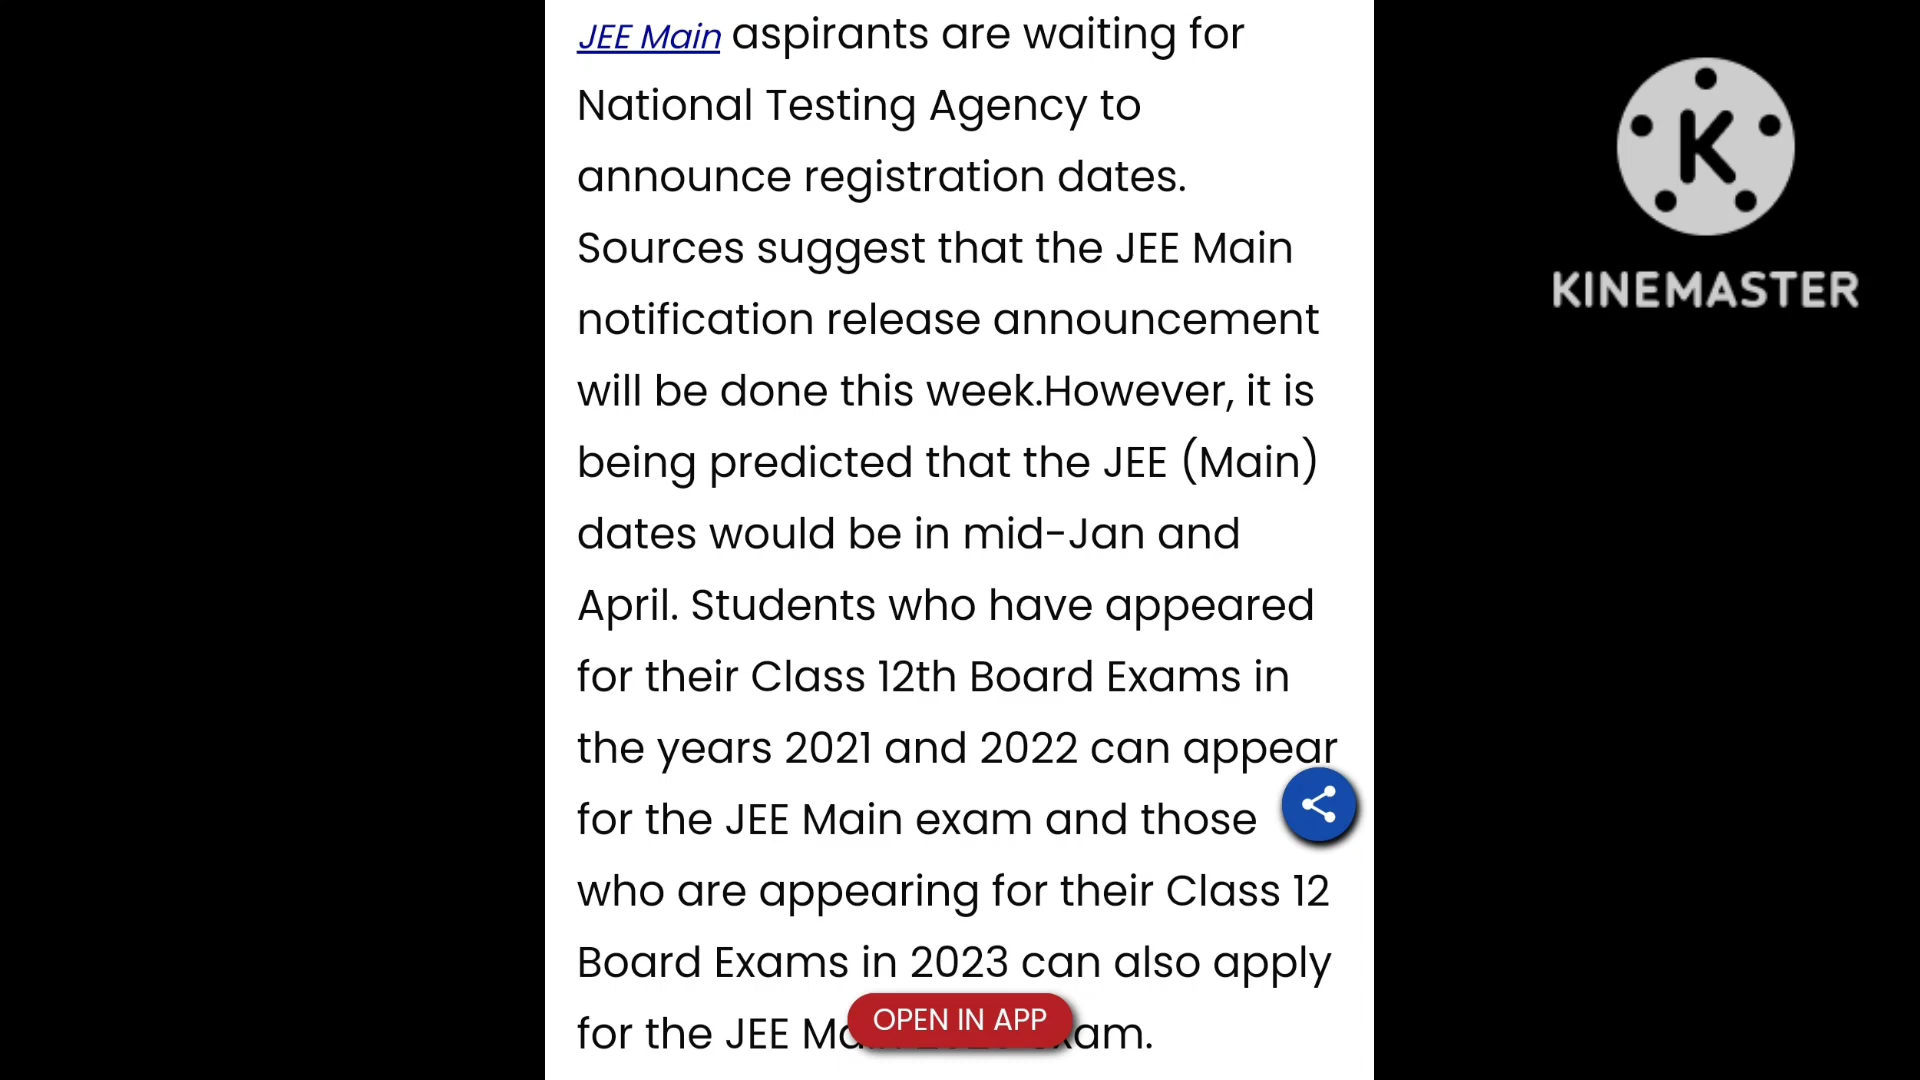 JEE Main aspirants are waiting for
National Testing Agency to
announce registration dates.
Sources suggest that the JEE Main
notification release announcement
will be done this week.However, it is
being predicted that the JEE (Main)
dates would be in mid-Jan and
April. Students who have appeared
for their Class 12th Board Exams in
the years 2021 and 2022 can appear
for the JEE Main exam and those
who are appearing for their Class 12
Board Exams in 2023 can also apply
for the JEE
OPEN IN APP
K
KINEMASTER